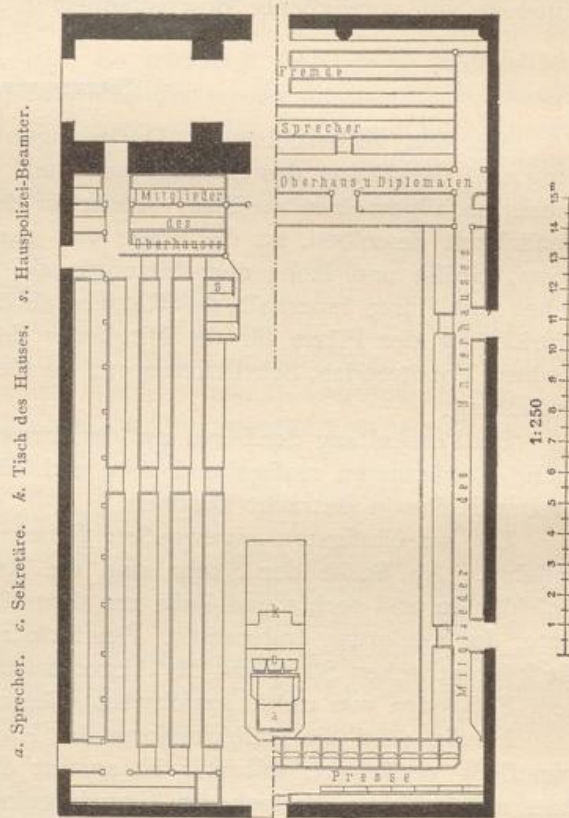 a. Sprecher. c. Sekretäre. k. Tisch des Hauses. s. Hauspolizei-Beamter.
Fremde
Sprecher
Oberhaus u Diplomaten
Mitglieder
des
Oberhauses
s
Mitglieder des Unterhauses
k
c
a
Presse
1:250
1 2 3 4 5 6 7 8 9 10 11 12 13 14 15 m